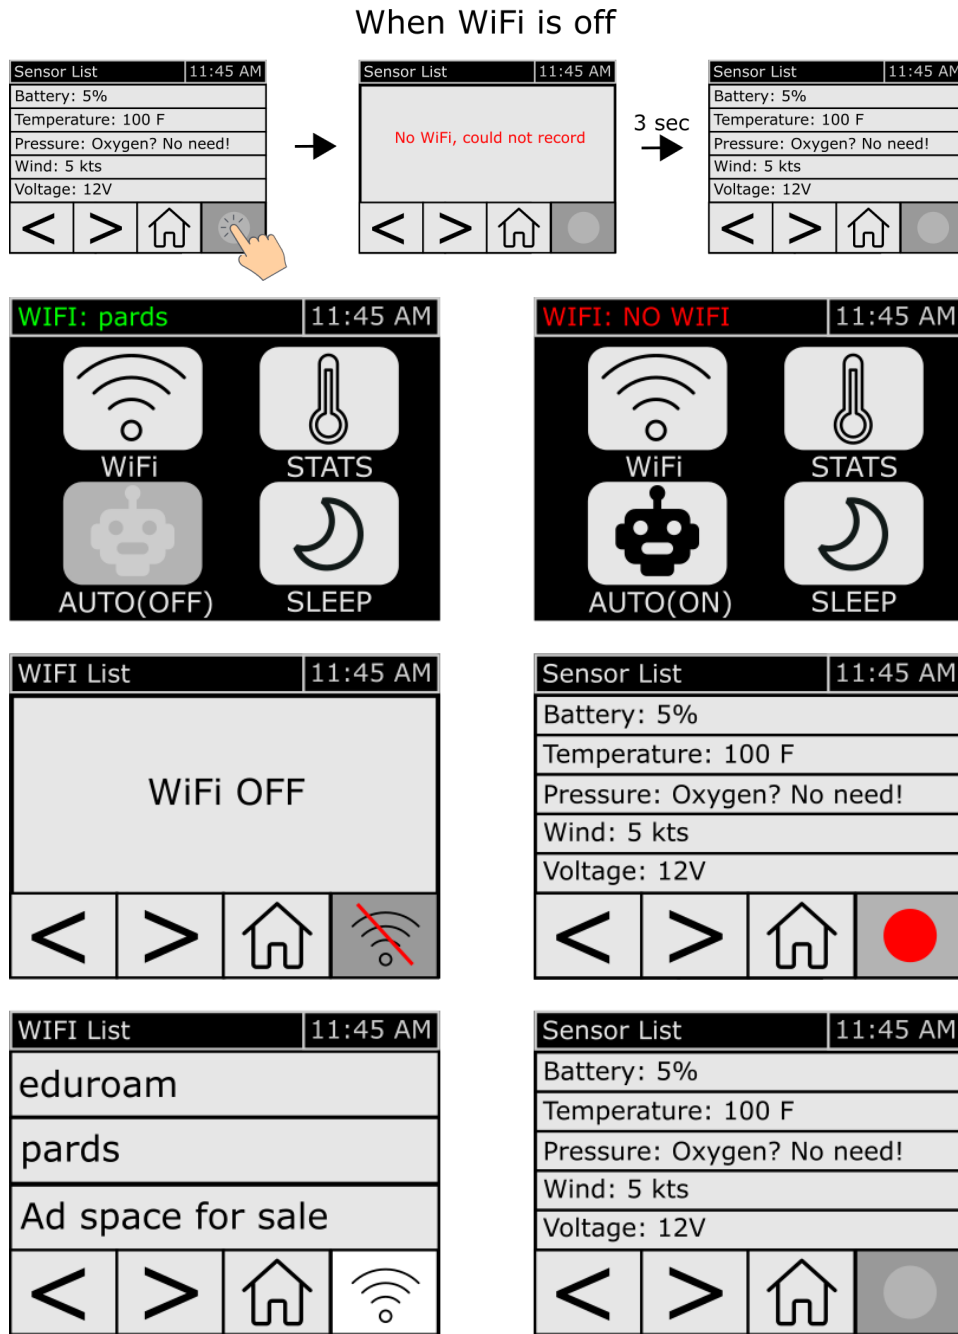 When WiFi is off
Sensor List 11:45 AM
Battery: 5%
Temperature: 100 F
Pressure: Oxygen? No need!
Wind: 5 kts
Voltage: 12V
< >
Sensor List 11:45 AM
No WiFi, could not record
< >
3 sec
Sensor List 11:45 AM
Battery: 5%
Temperature: 100 F
Pressure: Oxygen? No need!
Wind: 5 kts
Voltage: 12V
< >
WIFI: pards 11:45 AM
WiFi STATS
AUTO(OFF) SLEEP
WIFI: NO WIFI 11:45 AM
WiFi STATS
AUTO(ON) SLEEP
WIFI List 11:45 AM
WiFi OFF
< >
Sensor List 11:45 AM
Battery: 5%
Temperature: 100 F
Pressure: Oxygen? No need!
Wind: 5 kts
Voltage: 12V
< >
WIFI List 11:45 AM
eduroam
pards
Ad space for sale
< >
Sensor List 11:45 AM
Battery: 5%
Temperature: 100 F
Pressure: Oxygen? No need!
Wind: 5 kts
Voltage: 12V
< >